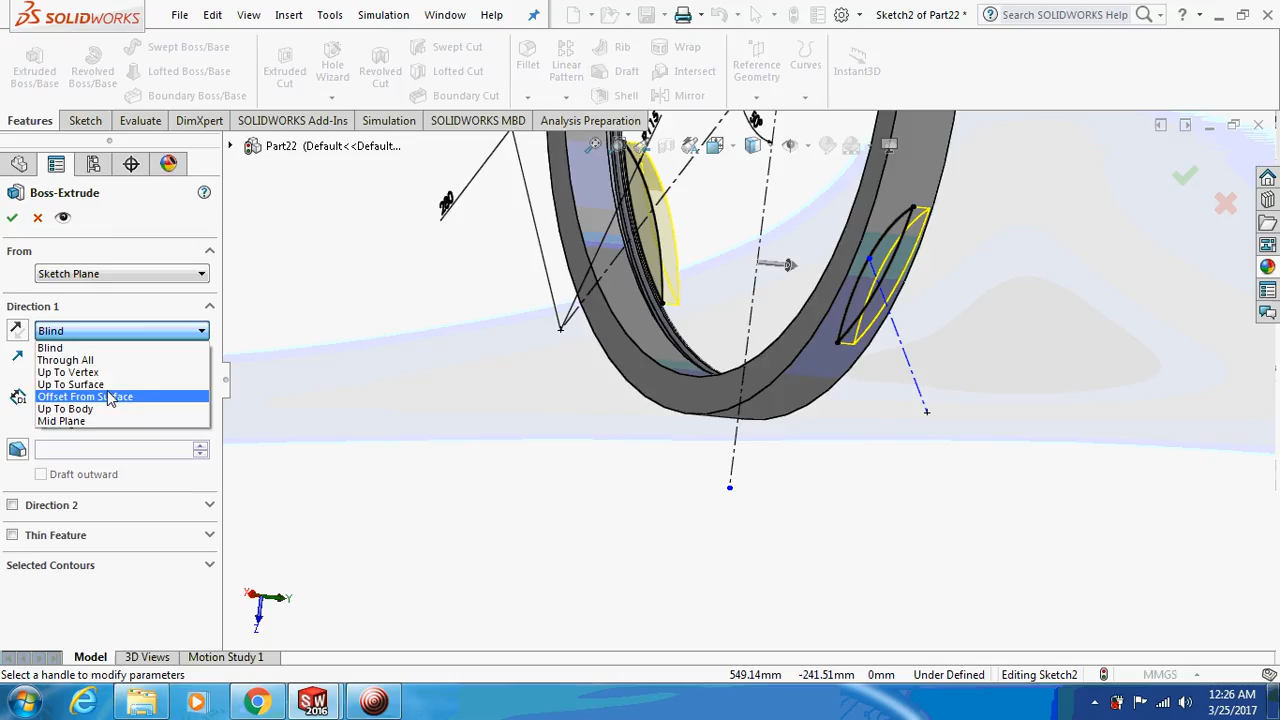 SOLIDWORKS File Edit View Insert Tools Simulation Window Help Sketch2 of Part22 * Search SOLIDWORKS Help
Extruded Boss/Base
Revolved Boss/Base
Swept Boss/Base
Lofted Boss/Base
Boundary Boss/Base
Extruded Cut
Hole Wizard
Revolved Cut
Swept Cut
Lofted Cut
Boundary Cut
Fillet
Linear Pattern
Rib
Draft
Shell
Wrap
Intersect
Mirror
Reference Geometry
Curves
Instant3D
Features Sketch Evaluate DimXpert SOLIDWORKS Add-Ins Simulation SOLIDWORKS MBD Analysis Preparation
Part22 (Default<<Default...
Boss-Extrude
From
Sketch Plane
Direction 1
Blind
Blind
Through All
Up To Vertex
Up To Surface
Offset From Surface
Up To Body
Mid Plane
D1
Draft outward
Direction 2
Thin Feature
Selected Contours
X
Y
Z
Model 3D Views Motion Study 1
Select a handle to modify parameters 549.14mm -241.51mm 0mm Under Defined Editing Sketch2 MMGS
SW 2016
12:26 AM
3/25/2017